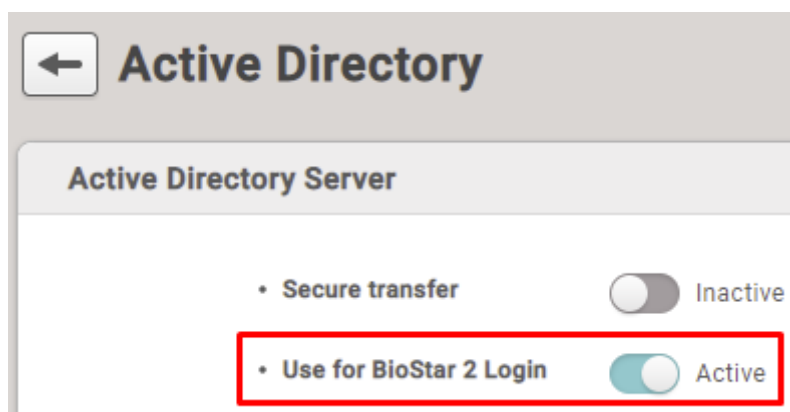 Active Directory
Active Directory Server
• Secure transfer Inactive
• Use for BioStar 2 Login Active